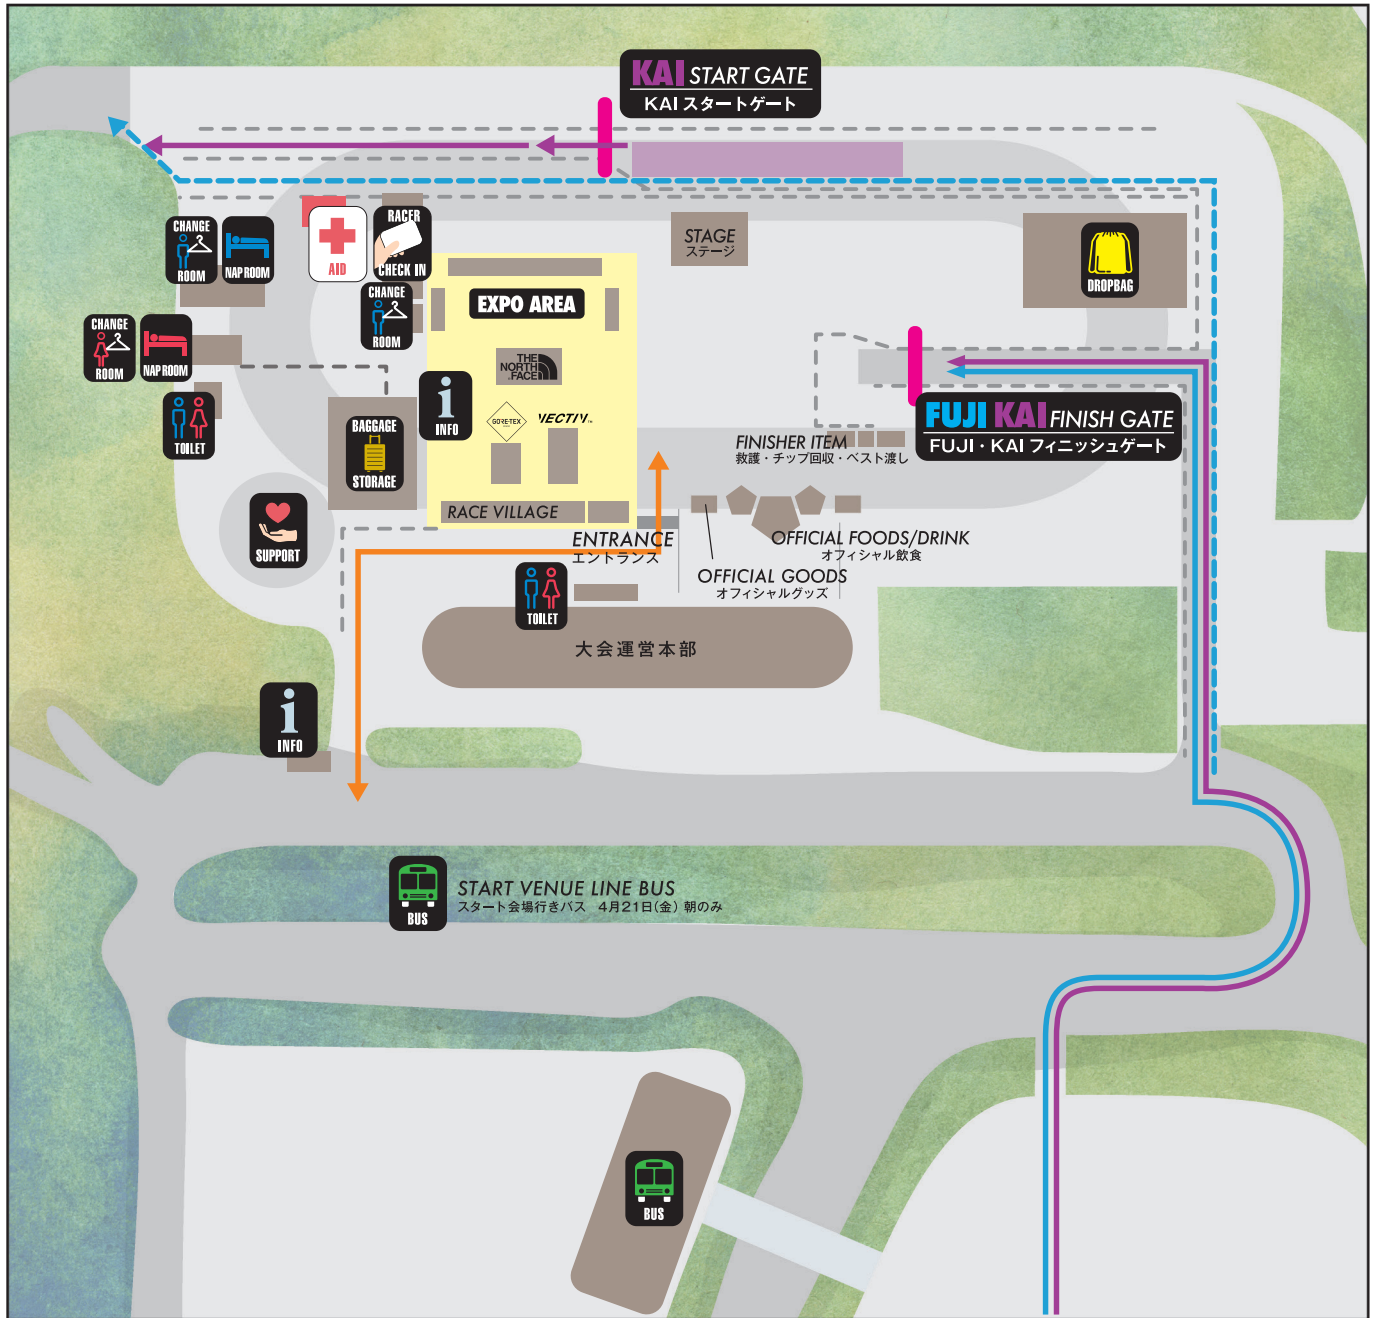 KAI START GATE
KAI スタートゲート
CHANGE
ROOM
NAP ROOM
AID
RACER
CHECK IN
STAGE
ステージ
DROPBAG
CHANGE
ROOM
EXPO AREA
CHANGE
ROOM
NAP ROOM
THE
NORTH
FACE
INFO
GORE-TEX
VECTIV™
TOILET
BAGGAGE
STORAGE
FUJI KAI FINISH GATE
FUJI・KAI フィニッシュゲート
FINISHER ITEM
救護・チップ回収・ベスト渡し
RACE VILLAGE
SUPPORT
ENTRANCE
エントランス
OFFICIAL FOODS/DRINK
オフィシャル飲食
OFFICIAL GOODS
オフィシャルグッズ
TOILET
大会運営本部
INFO
BUS
START VENUE LINE BUS
スタート会場行きバス 4月21日(金) 朝のみ
BUS